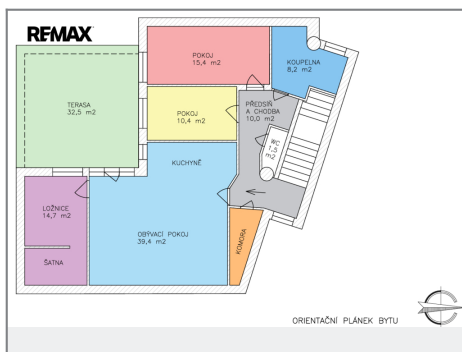 RE/MAX
POKOJ
15,4 m2
KOUPELNA
8,2 m2
TERASA
32,5 m2
POKOJ
10,4 m2
PŘEDSÍŇ
A CHODBA
10,0 m2
WC
1,5
m2
KUCHYNĚ
LOŽNICE
14,7 m2
OBÝVACÍ POKOJ
39,4 m2
KOMORA
ŠATNA
ORIENTAČNÍ PLÁNEK BYTU